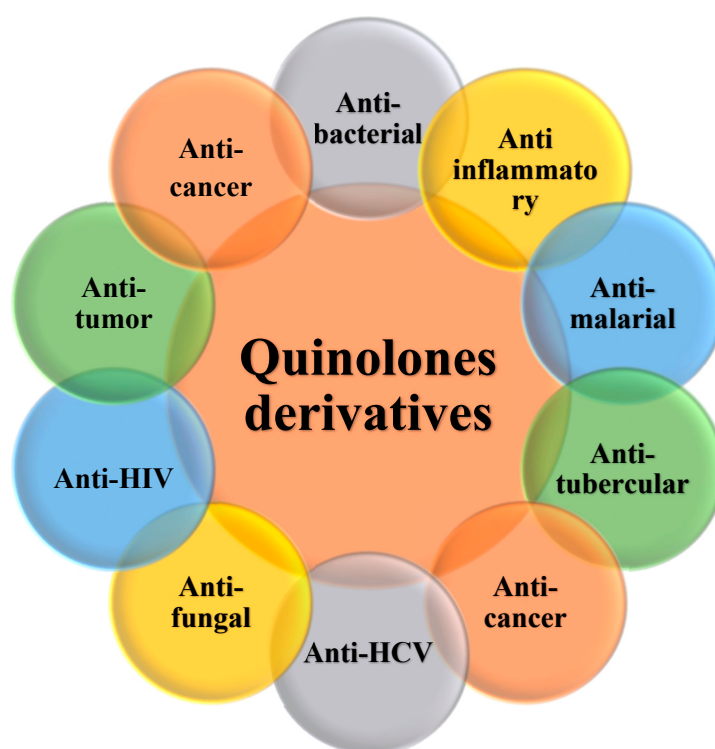 Anti-
bacterial
Anti
inflammato
ry
Anti-
malarial
Anti-
tubercular
Anti-
cancer
Anti-HCV
Anti-
fungal
Anti-HIV
Anti-
tumor
Anti-
cancer
Quinolones
derivatives